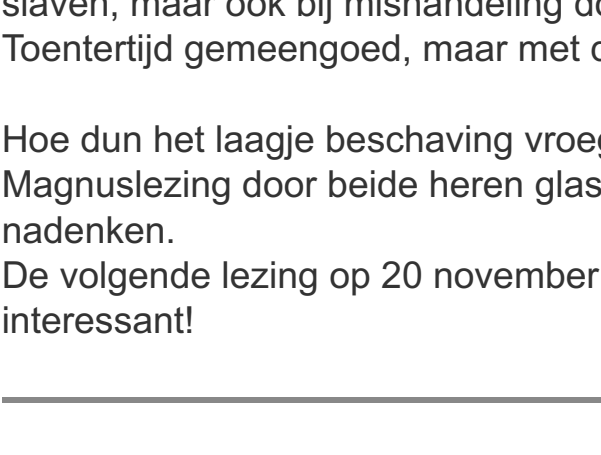 slaven, maar ook bij mishandeling do
Toentertijd gemeengoed, maar met
Hoe dun het laagje beschaving vroeg
Magnuslezing door beide heren glas
nadenken.
De volgende lezing op 20 november
interessant!